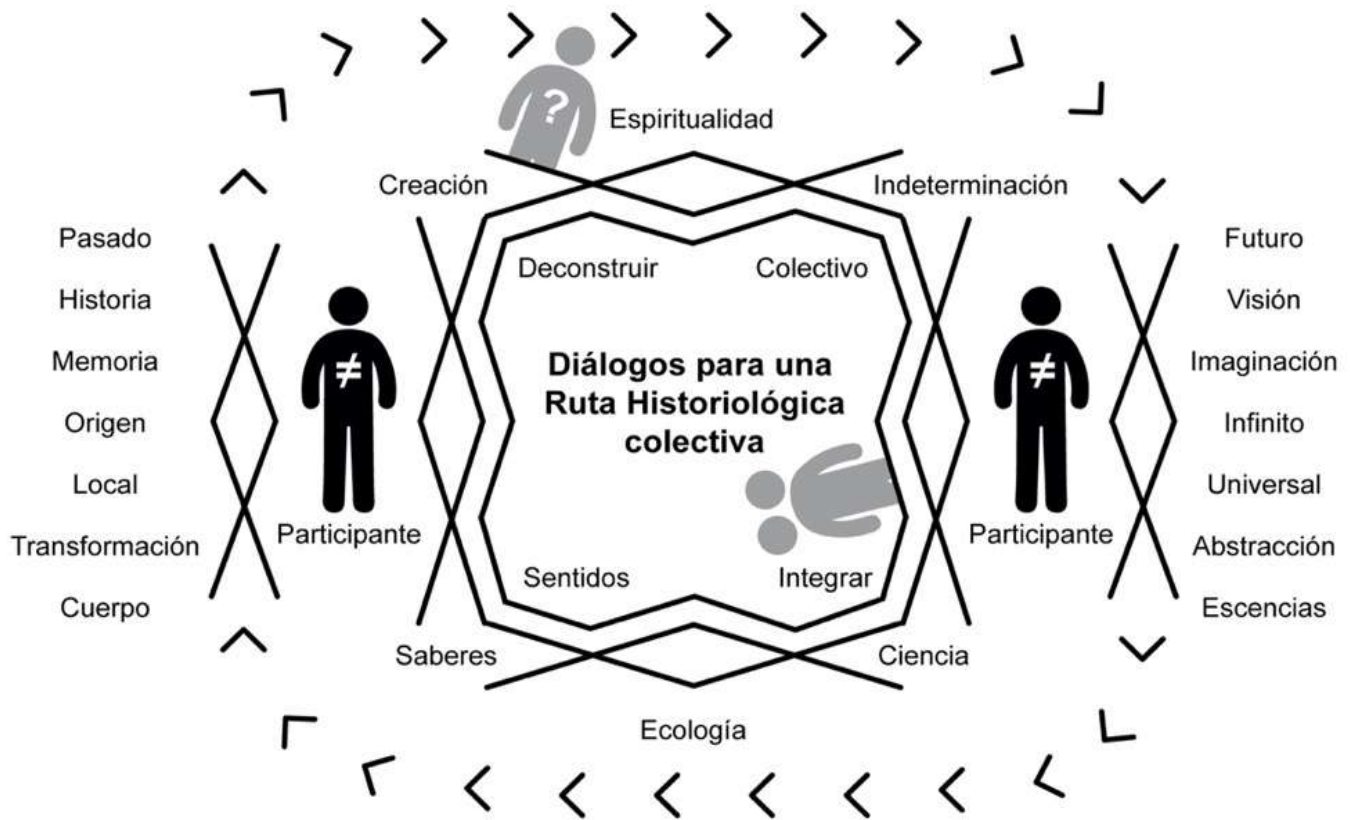 ?
Espiritualidad
Creación
Indeterminación
Pasado
Historia
Memoria
Origen
Local
Transformación
Cuerpo
≠
Participante
Deconstruir
Colectivo
Diálogos para una
Ruta Historiológica
colectiva
Sentidos
Integrar
≠
Participante
Futuro
Visión
Imaginación
Infinito
Universal
Abstracción
Escencias
Saberes
Ciencia
Ecología